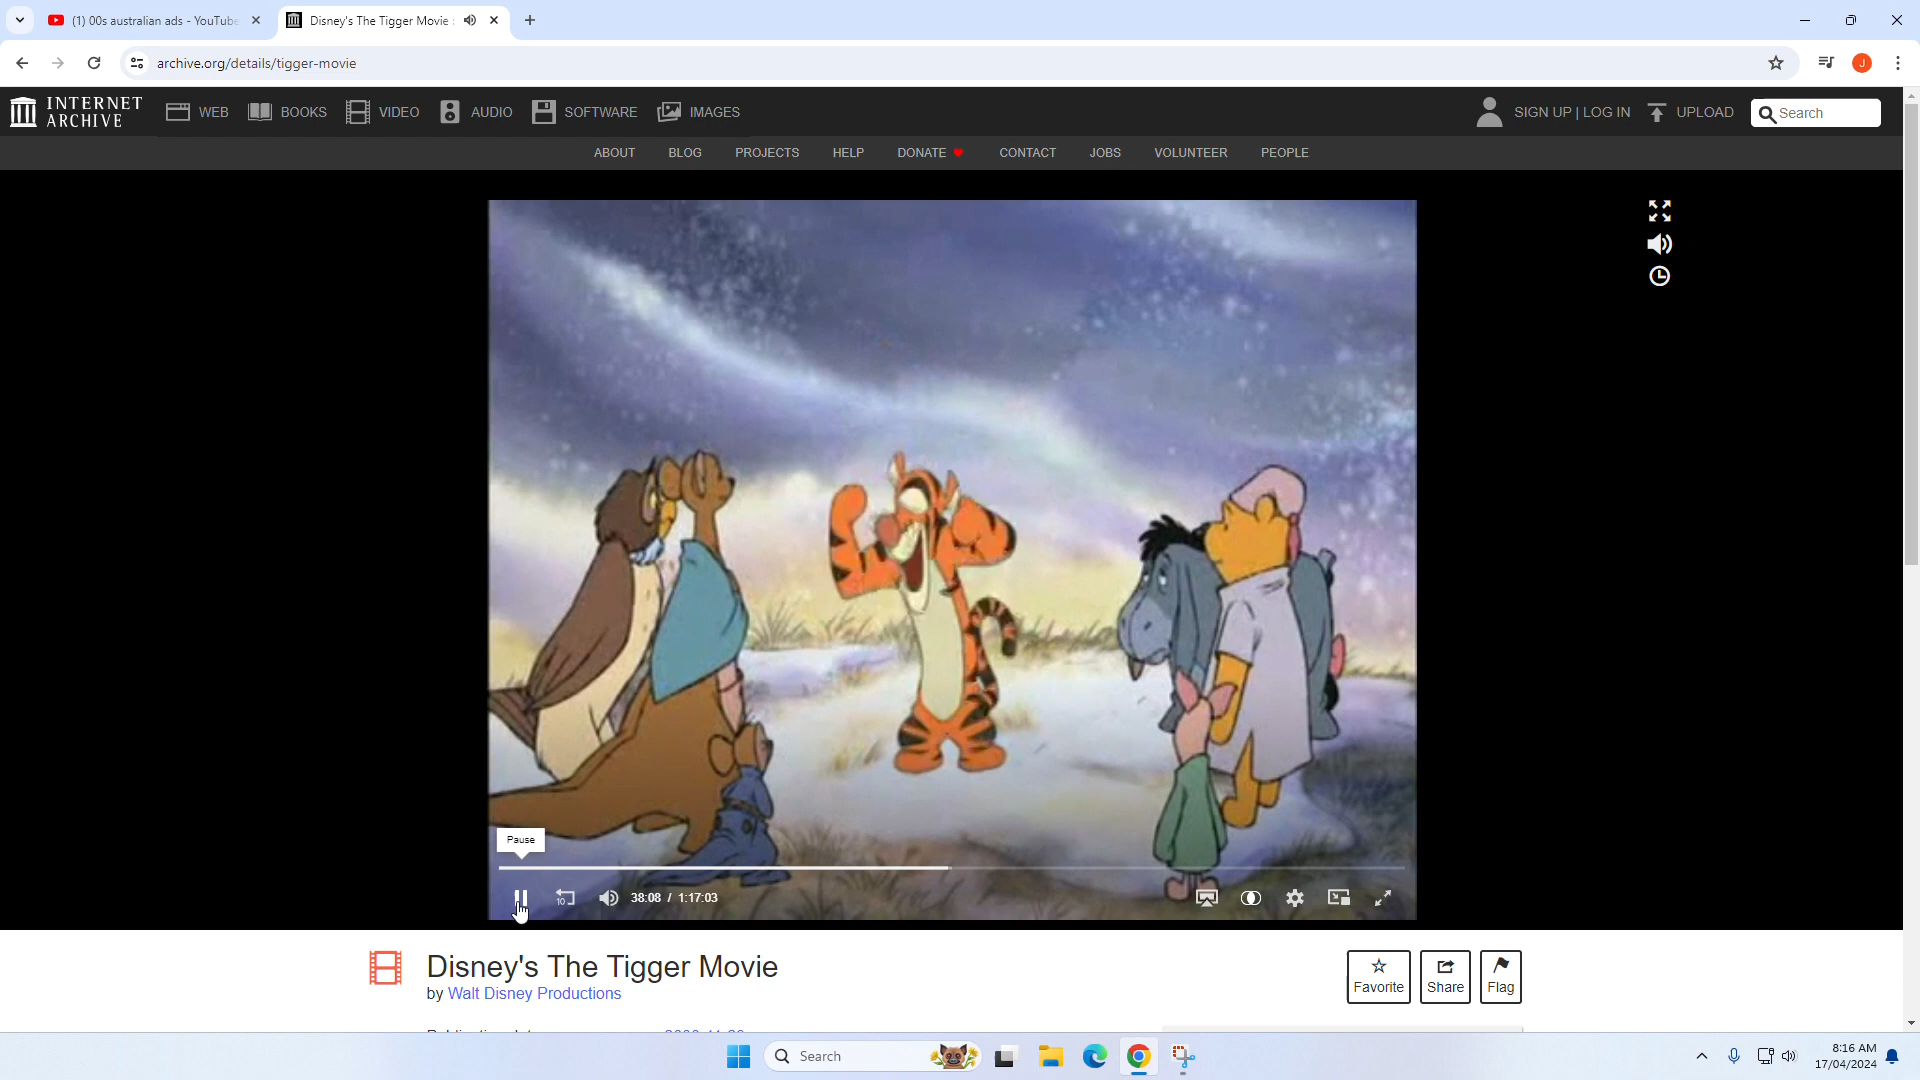 (1) 00s australian ads - YouTube
Disney's The Tigger Movie :
archive.org/details/tigger-movie
J
INTERNET
ARCHIVE
WEB
BOOKS
VIDEO
AUDIO
SOFTWARE
IMAGES
SIGN UP | LOG IN
UPLOAD
Search
ABOUT
BLOG
PROJECTS
HELP
DONATE
CONTACT
JOBS
VOLUNTEER
PEOPLE
Pause
10
38:08 / 1:17:03
Disney's The Tigger Movie
by Walt Disney Productions
Favorite
Share
Flag
Search
8:16 AM
17/04/2024